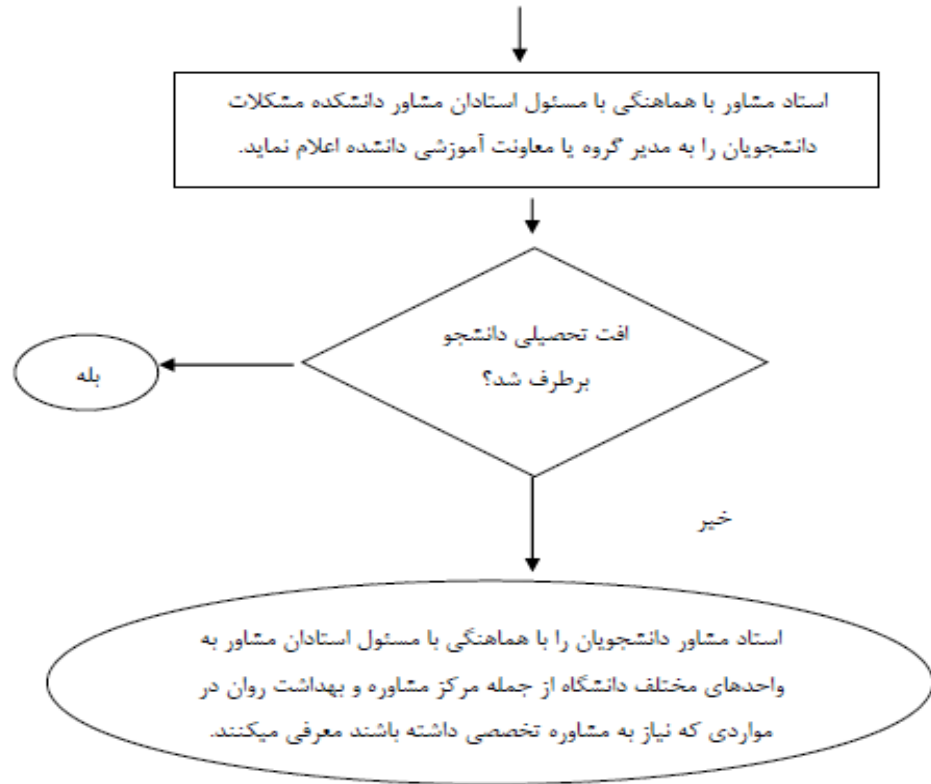 استاد مشاور با هماهنگی با مسئول استادان مشاور دانشکده مشکلات
دانشجویان را به مدیر گروه یا معاونت آموزشی دانشده اعلام نماید.
افت تحصیلی دانشجو
برطرف شد؟
بله
خیر
استاد مشاور دانشجویان را با هماهنگی با مسئول استادان مشاور به
واحدهای مختلف دانشگاه از جمله مرکز مشاوره و بهداشت روان در
مواردی که نیاز به مشاوره تخصصی داشته باشند معرفی میکنند.